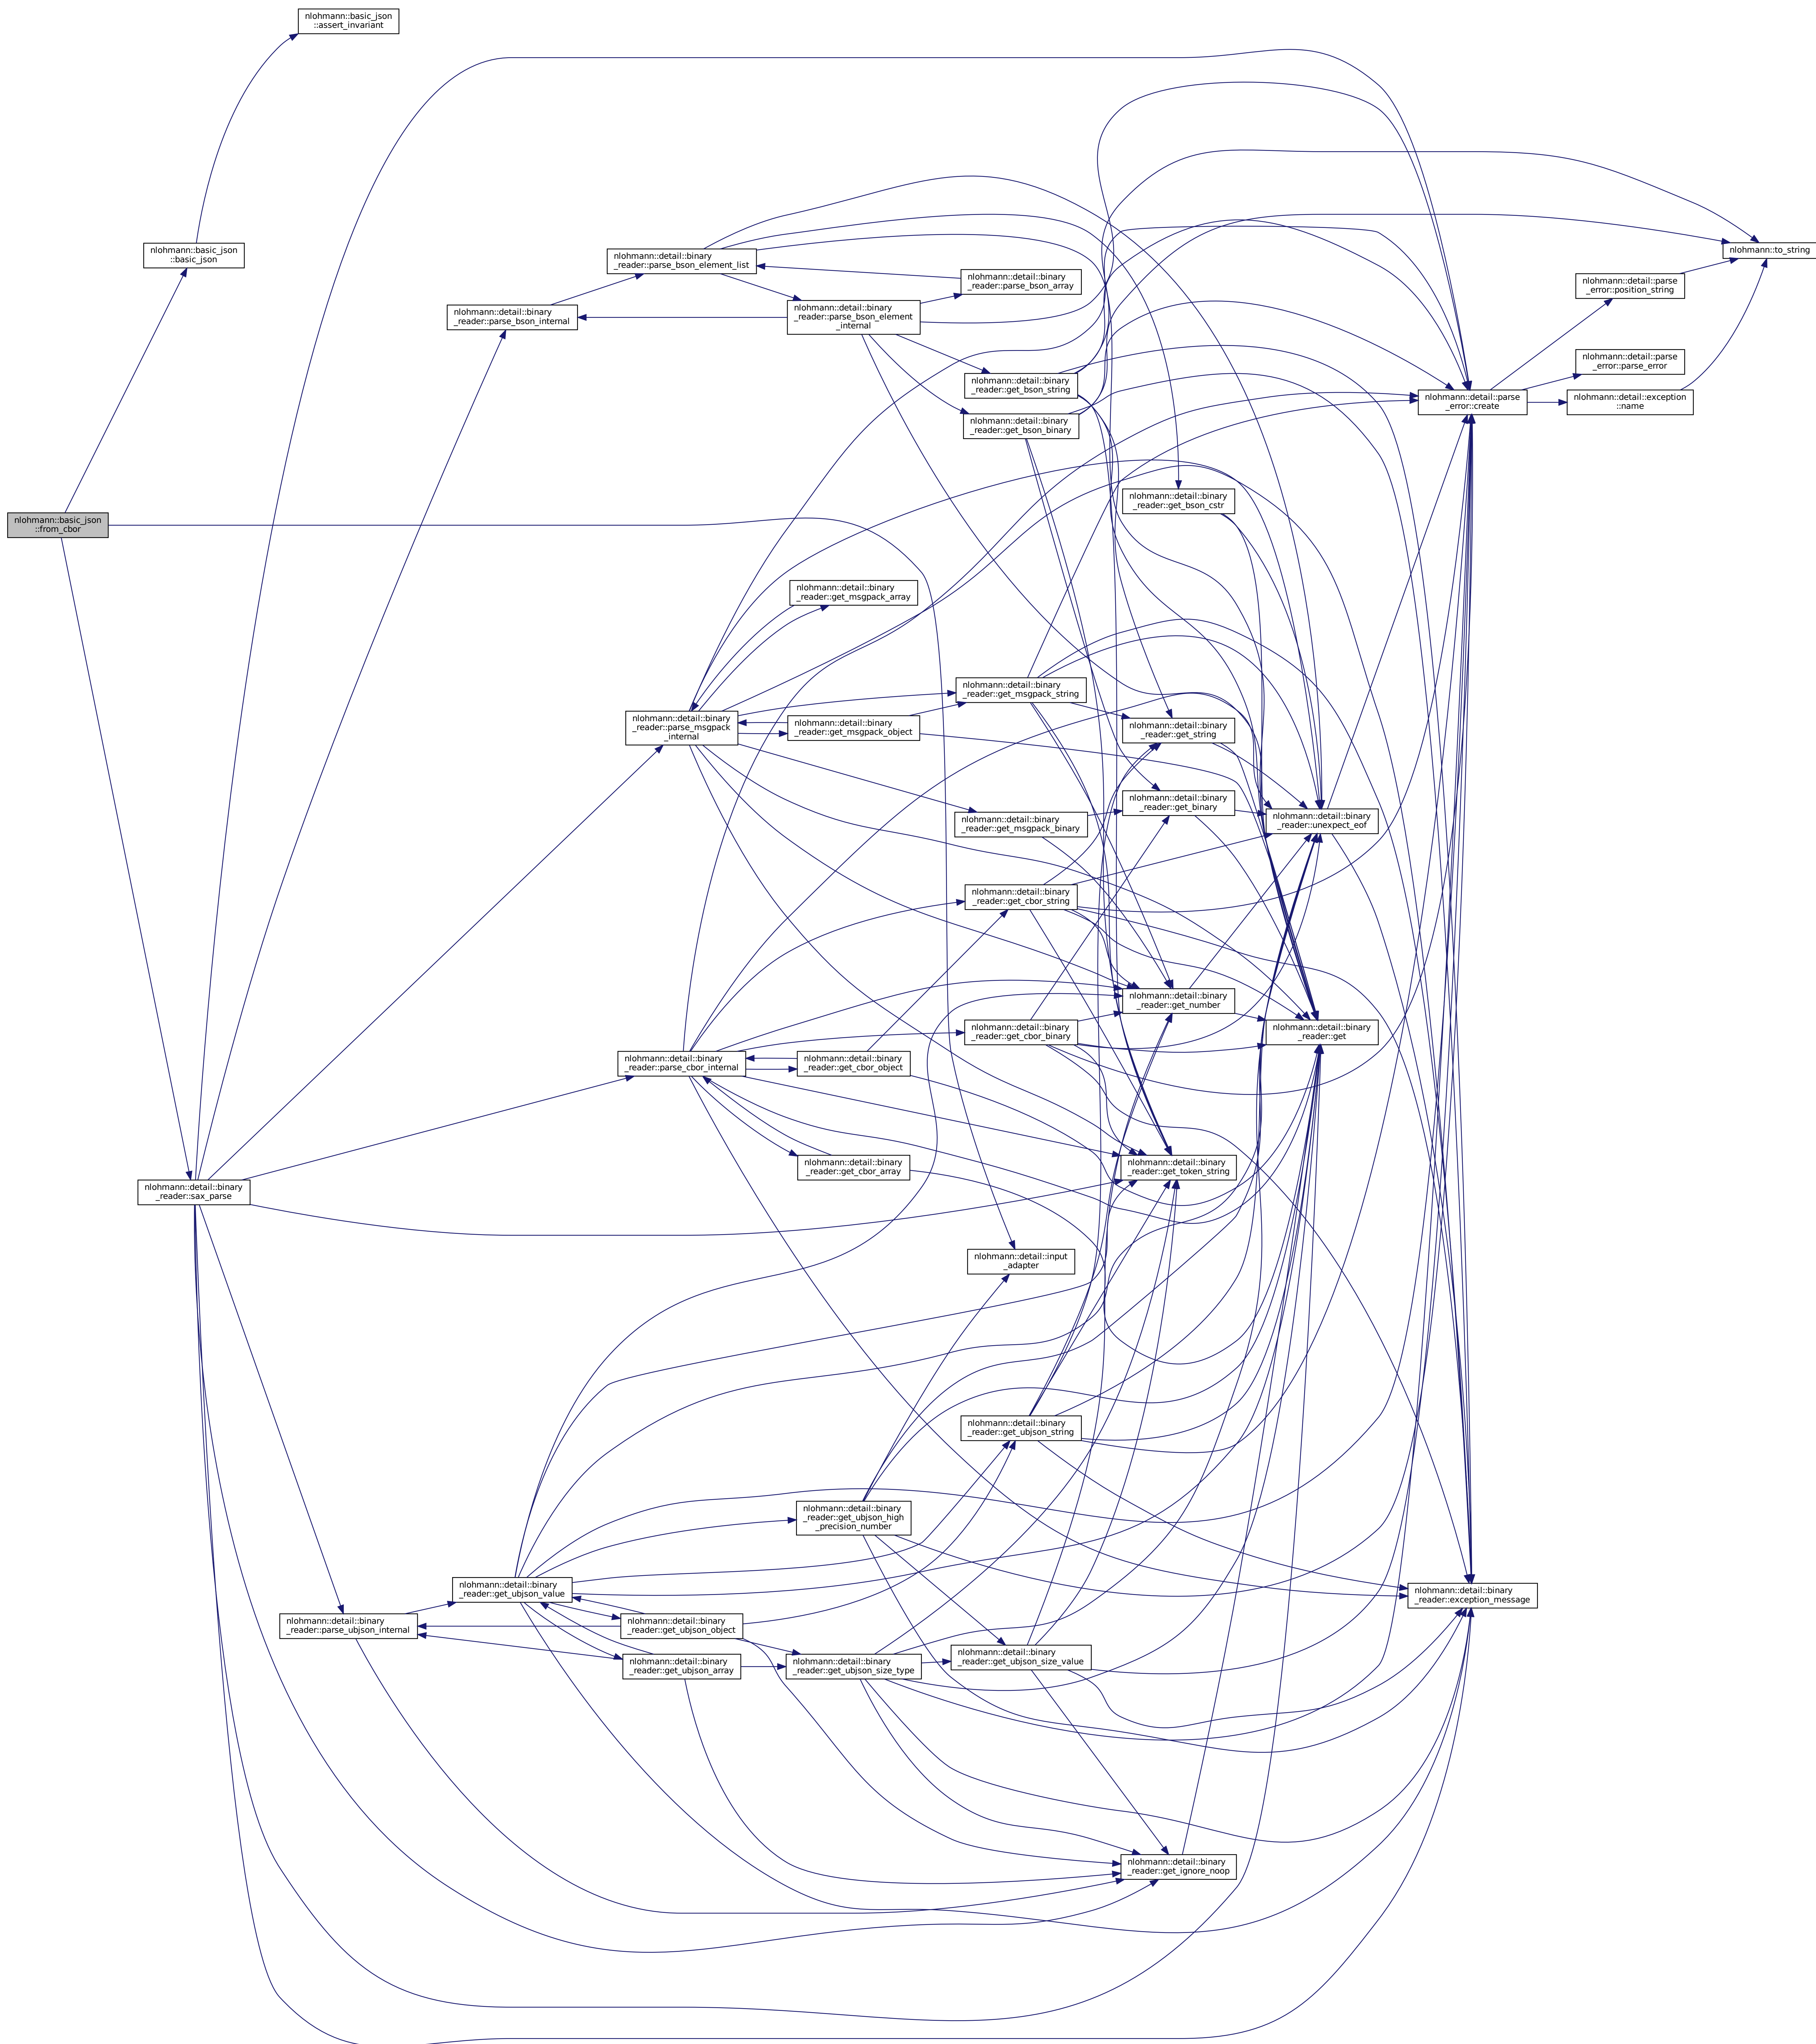 nlohmann::basic_json
::assert_invariant
nlohmann::basic_json
::basic_json
nlohmann::to_string
nlohmann::detail::binary
_reader::parse_bson_element_list
nlohmann::detail::binary
_reader::parse_bson_array
nlohmann::detail::parse
_error::position_string
nlohmann::detail::binary
_reader::parse_bson_internal
nlohmann::detail::binary
_reader::parse_bson_element
_internal
nlohmann::detail::parse
_error::parse_error
nlohmann::detail::binary
_reader::get_bson_string
nlohmann::detail::parse
_error::create
nlohmann::detail::exception
::name
nlohmann::detail::binary
_reader::get_bson_binary
nlohmann::detail::binary
_reader::get_bson_cstr
nlohmann::basic_json
::from_cbor
nlohmann::detail::binary
_reader::get_msgpack_array
nlohmann::detail::binary
_reader::get_msgpack_string
nlohmann::detail::binary
_reader::parse_msgpack
_internal
nlohmann::detail::binary
_reader::get_msgpack_object
nlohmann::detail::binary
_reader::get_string
nlohmann::detail::binary
_reader::get_binary
nlohmann::detail::binary
_reader::get_msgpack_binary
nlohmann::detail::binary
_reader::unexpect_eof
nlohmann::detail::binary
_reader::get_cbor_string
nlohmann::detail::binary
_reader::get_number
nlohmann::detail::binary
_reader::get_cbor_binary
nlohmann::detail::binary
_reader::get
nlohmann::detail::binary
_reader::parse_cbor_internal
nlohmann::detail::binary
_reader::get_cbor_object
nlohmann::detail::binary
_reader::get_cbor_array
nlohmann::detail::binary
_reader::get_token_string
nlohmann::detail::binary
_reader::sax_parse
nlohmann::detail::input
_adapter
nlohmann::detail::binary
_reader::get_ubjson_string
nlohmann::detail::binary
_reader::get_ubjson_high
_precision_number
nlohmann::detail::binary
_reader::get_ubjson_value
nlohmann::detail::binary
_reader::exception_message
nlohmann::detail::binary
_reader::parse_ubjson_internal
nlohmann::detail::binary
_reader::get_ubjson_object
nlohmann::detail::binary
_reader::get_ubjson_size_value
nlohmann::detail::binary
_reader::get_ubjson_array
nlohmann::detail::binary
_reader::get_ubjson_size_type
nlohmann::detail::binary
_reader::get_ignore_noop